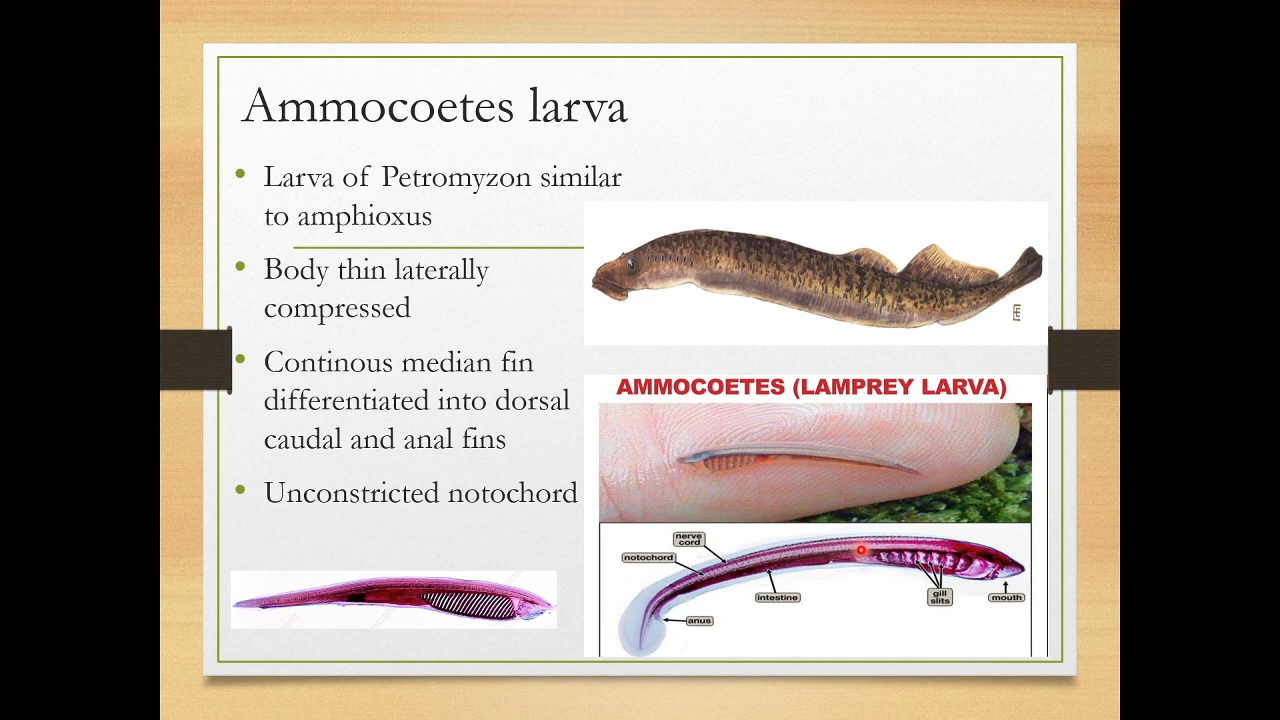 Ammocoetes larva
• Larva of Petromyzon similar
to amphioxus
• Body thin laterally
compressed
• Continous median fin
differentiated into dorsal
caudal and anal fins
• Unconstricted notochord
AMMOCOETES (LAMPREY LARVA)
nerve
cord
notochord
intestine
gill
slits
mouth
anus